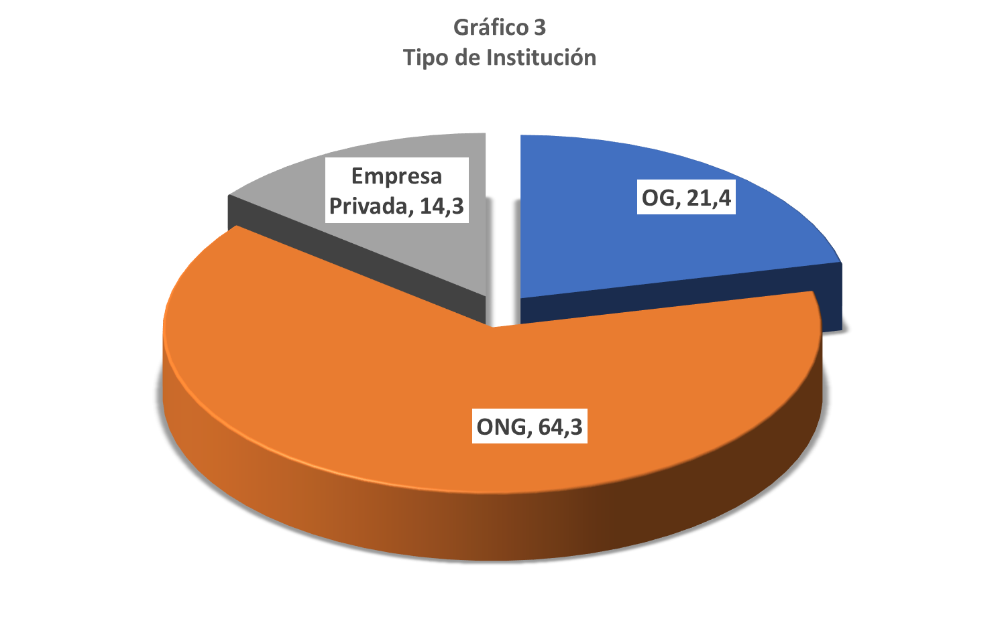 Gráfico 3
Tipo de Institución
Empresa
Privada, 14,3
OG, 21,4
ONG, 64,3